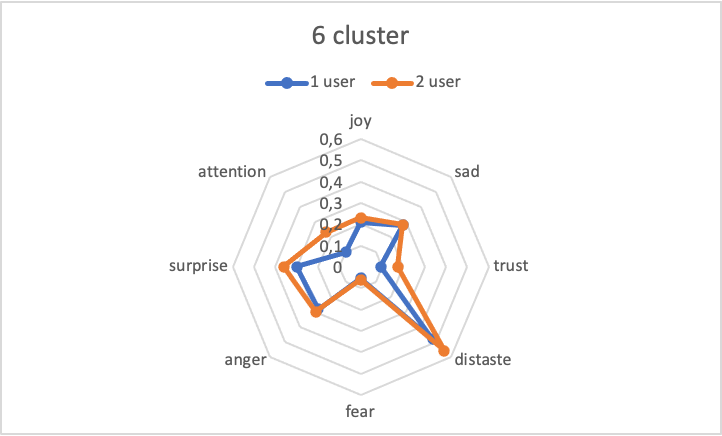 6 cluster
1 user 2 user
joy
0,6
0,5
attention sad
0,4
0,3
0,2
0,1
surprise 0 trust
anger distaste
fear